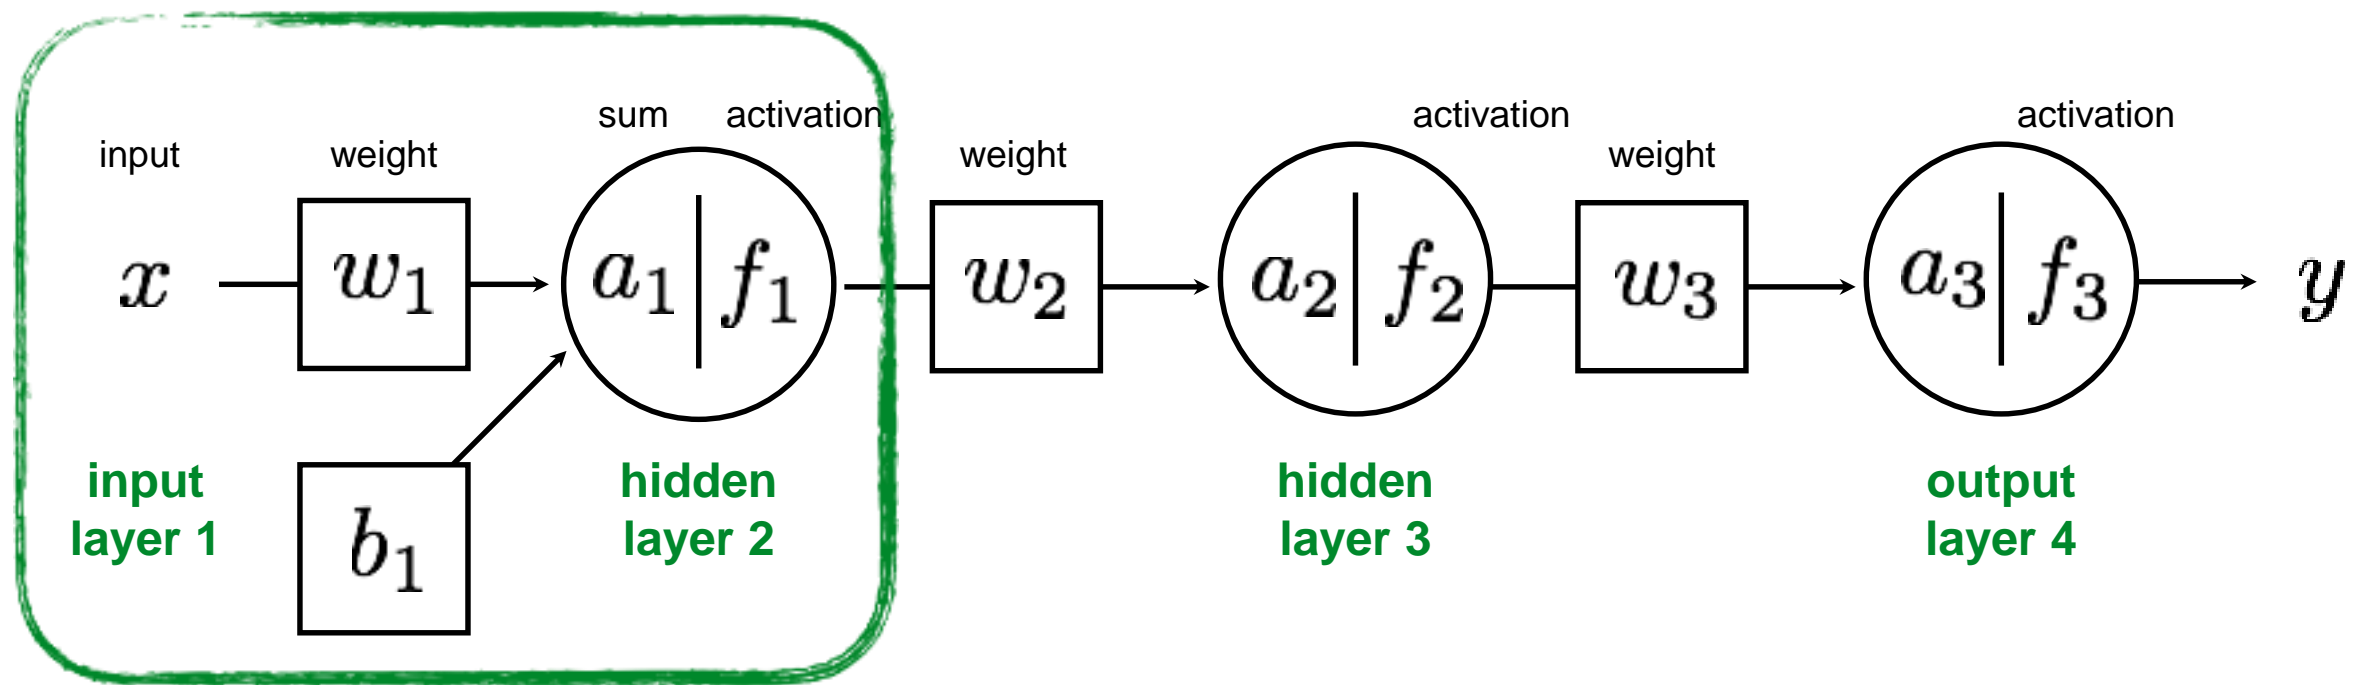 sum activation activation activation
input weight weight weight
x w₁ a₁ | f₁ w₂ a₂ | f₂ w₃ a₃ | f₃ y
input hidden hidden output
layer 1 b₁ layer 2 layer 3 layer 4